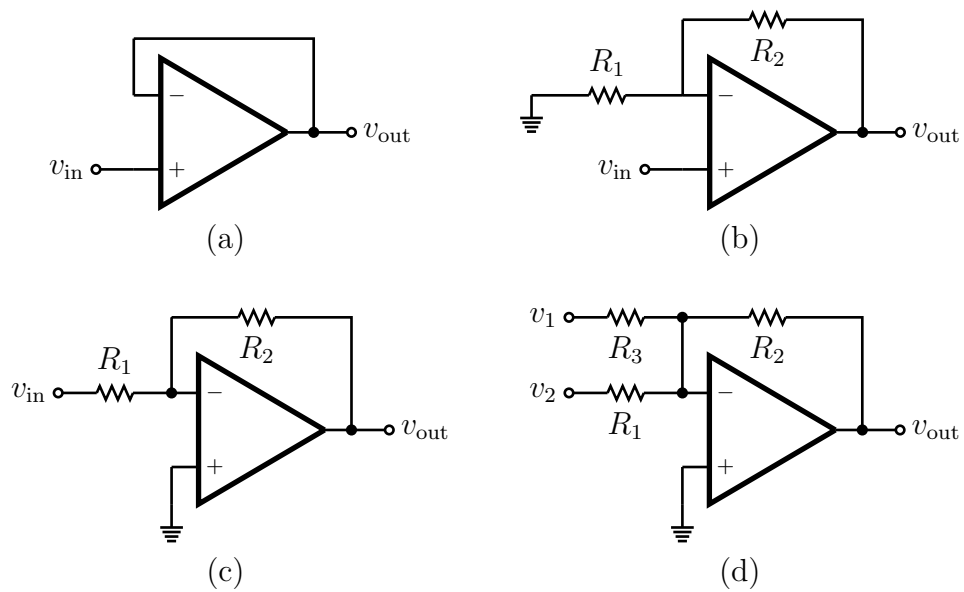 −
v_in
+
v_out
(a)
R_1
R_2
−
v_in
+
v_out
(b)
R_1
R_2
v_in
−
+
v_out
(c)
v_1
R_3
R_2
v_2
R_1
−
+
v_out
(d)